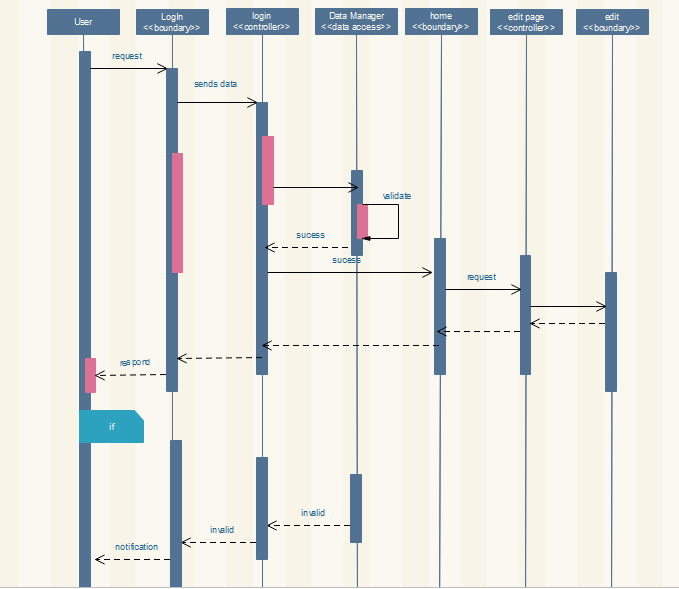 User
LogIn
<<boundary>>
login
<<controller>>
Data Manager
<<data access>>
home
<<boundary>>
edit page
<<controller>>
edit
<<boundary>>
request
sends data
validate
sucess
sucess
request
respond
if
invalid
invalid
notification